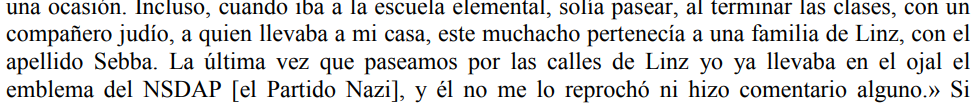 una ocasión. Incluso, cuando iba a la escuela elemental, solía pasear, al terminar las clases, con un
compañero judío, a quien llevaba a mi casa, este muchacho pertenecía a una familia de Linz, con el
apellido Sebba. La última vez que paseamos por las calles de Linz yo ya llevaba en el ojal el
emblema del NSDAP [el Partido Nazi], y él no me lo reprochó ni hizo comentario alguno.» Si